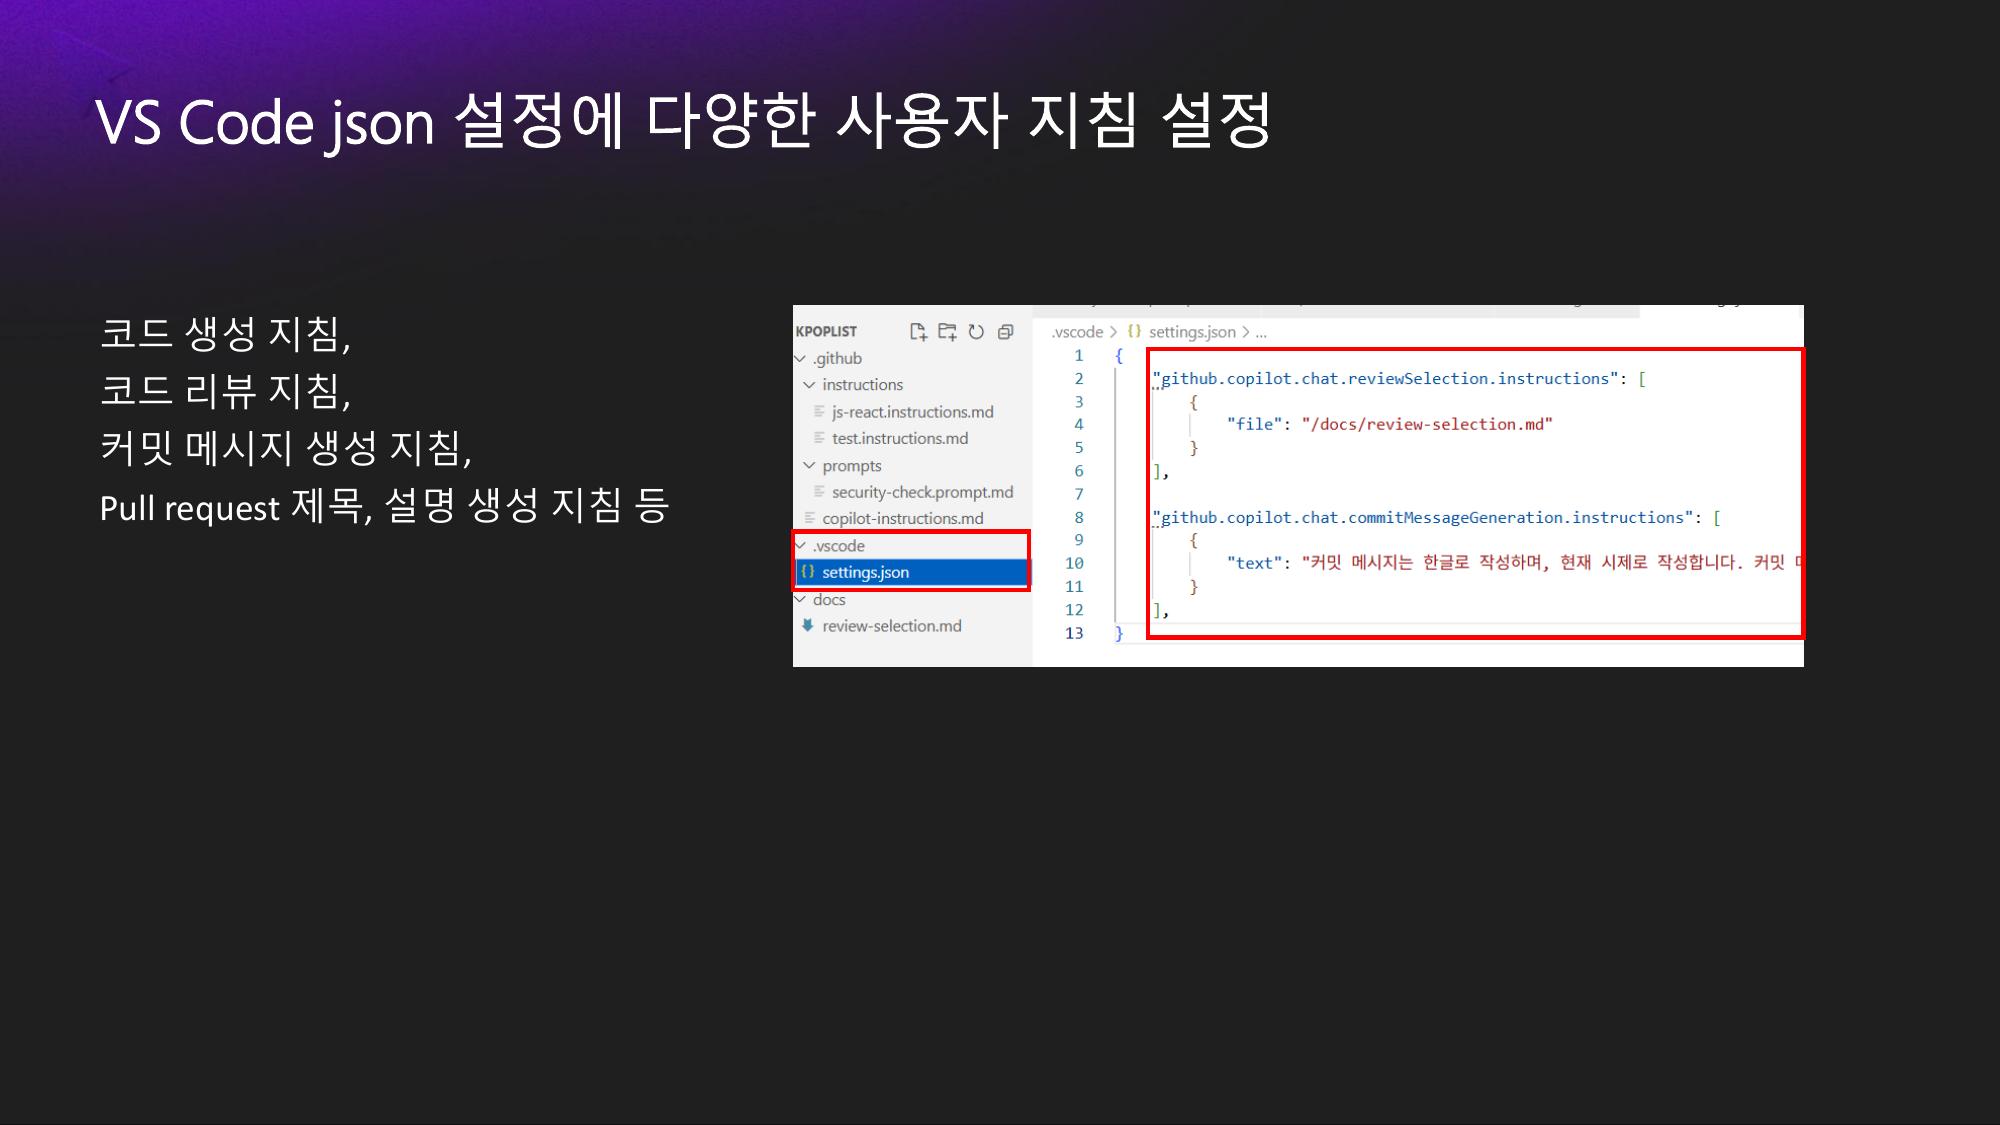 VS Code json 설정에 다양한 사용자 지침 설정
코드 생성 지침,
코드 리뷰 지침,
커밋 메시지 생성 지침,
Pull request 제목, 설명 생성 지침 등
KPOPLIST
.github
instructions
js-react.instructions.md
test.instructions.md
prompts
security-check.prompt.md
copilot-instructions.md
.vscode
{} settings.json
docs
review-selection.md
.vscode > {} settings.json > ...
1 {
2 "github.copilot.chat.reviewSelection.instructions": [
3 {
4 "file": "/docs/review-selection.md"
5 }
6 ],
7
8 "github.copilot.chat.commitMessageGeneration.instructions": [
9 {
10 "text": "커밋 메시지는 한글로 작성하며, 현재 시제로 작성합니다. 커밋
11 }
12 ],
13 }